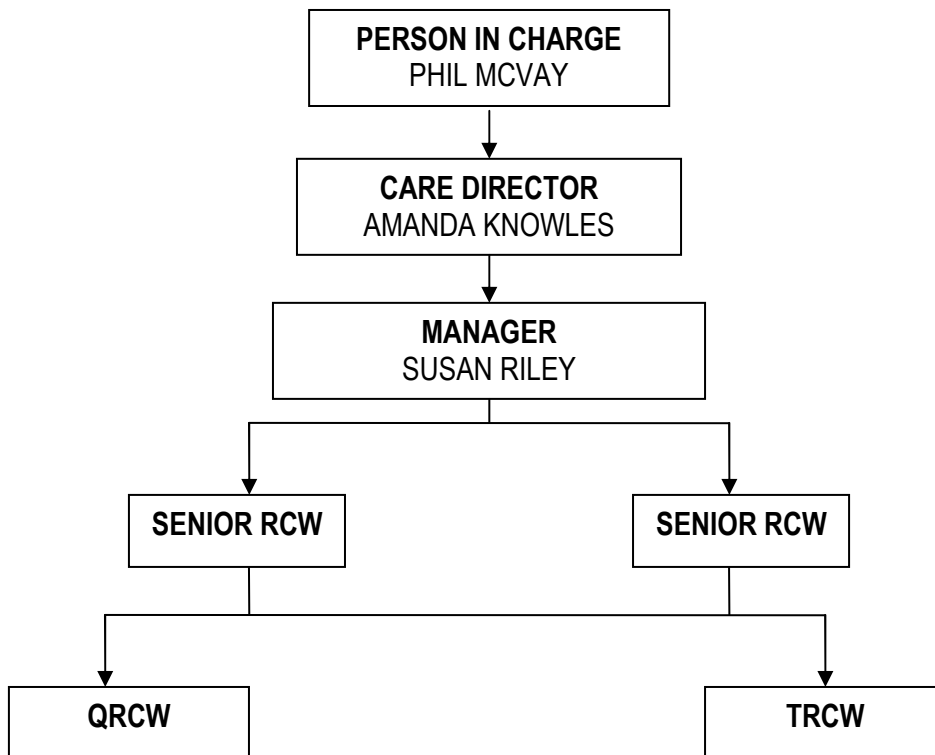 PERSON IN CHARGE
PHIL MCVAY
CARE DIRECTOR
AMANDA KNOWLES
MANAGER
SUSAN RILEY
SENIOR RCW
SENIOR RCW
QRCW
TRCW